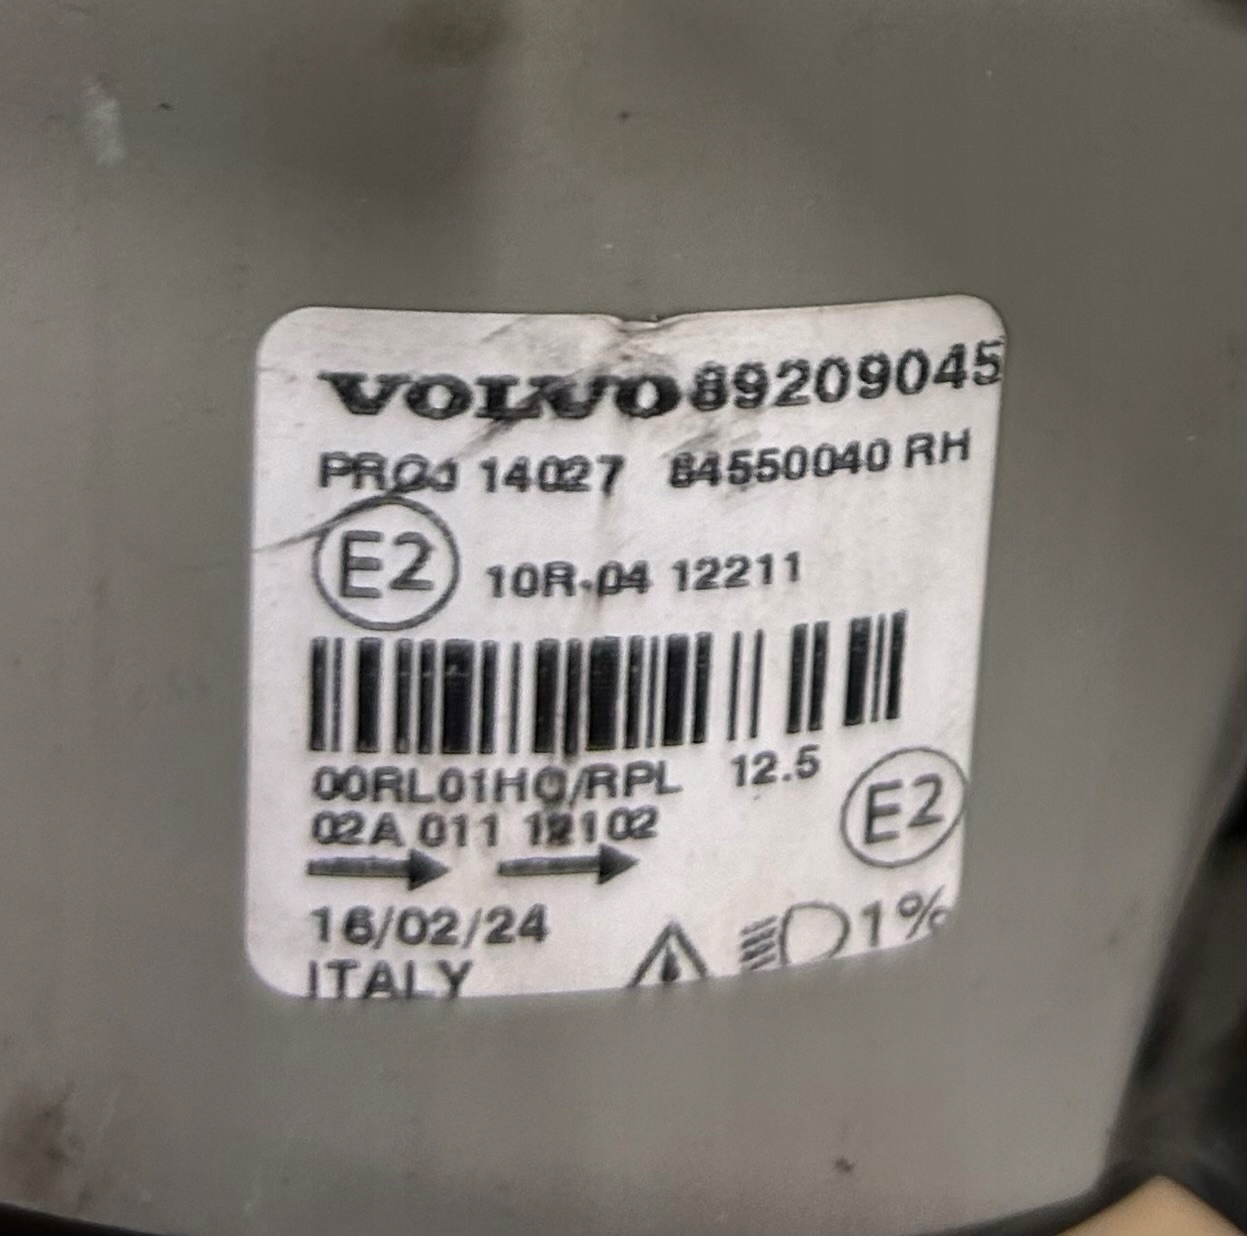 VOLVO 89209045
PROJ 14027 84550040 RH
E2 10R-04 12211
00RL01HC/RPL 12.5
02A 011 12102 E2
16/02/24 1%
ITALY